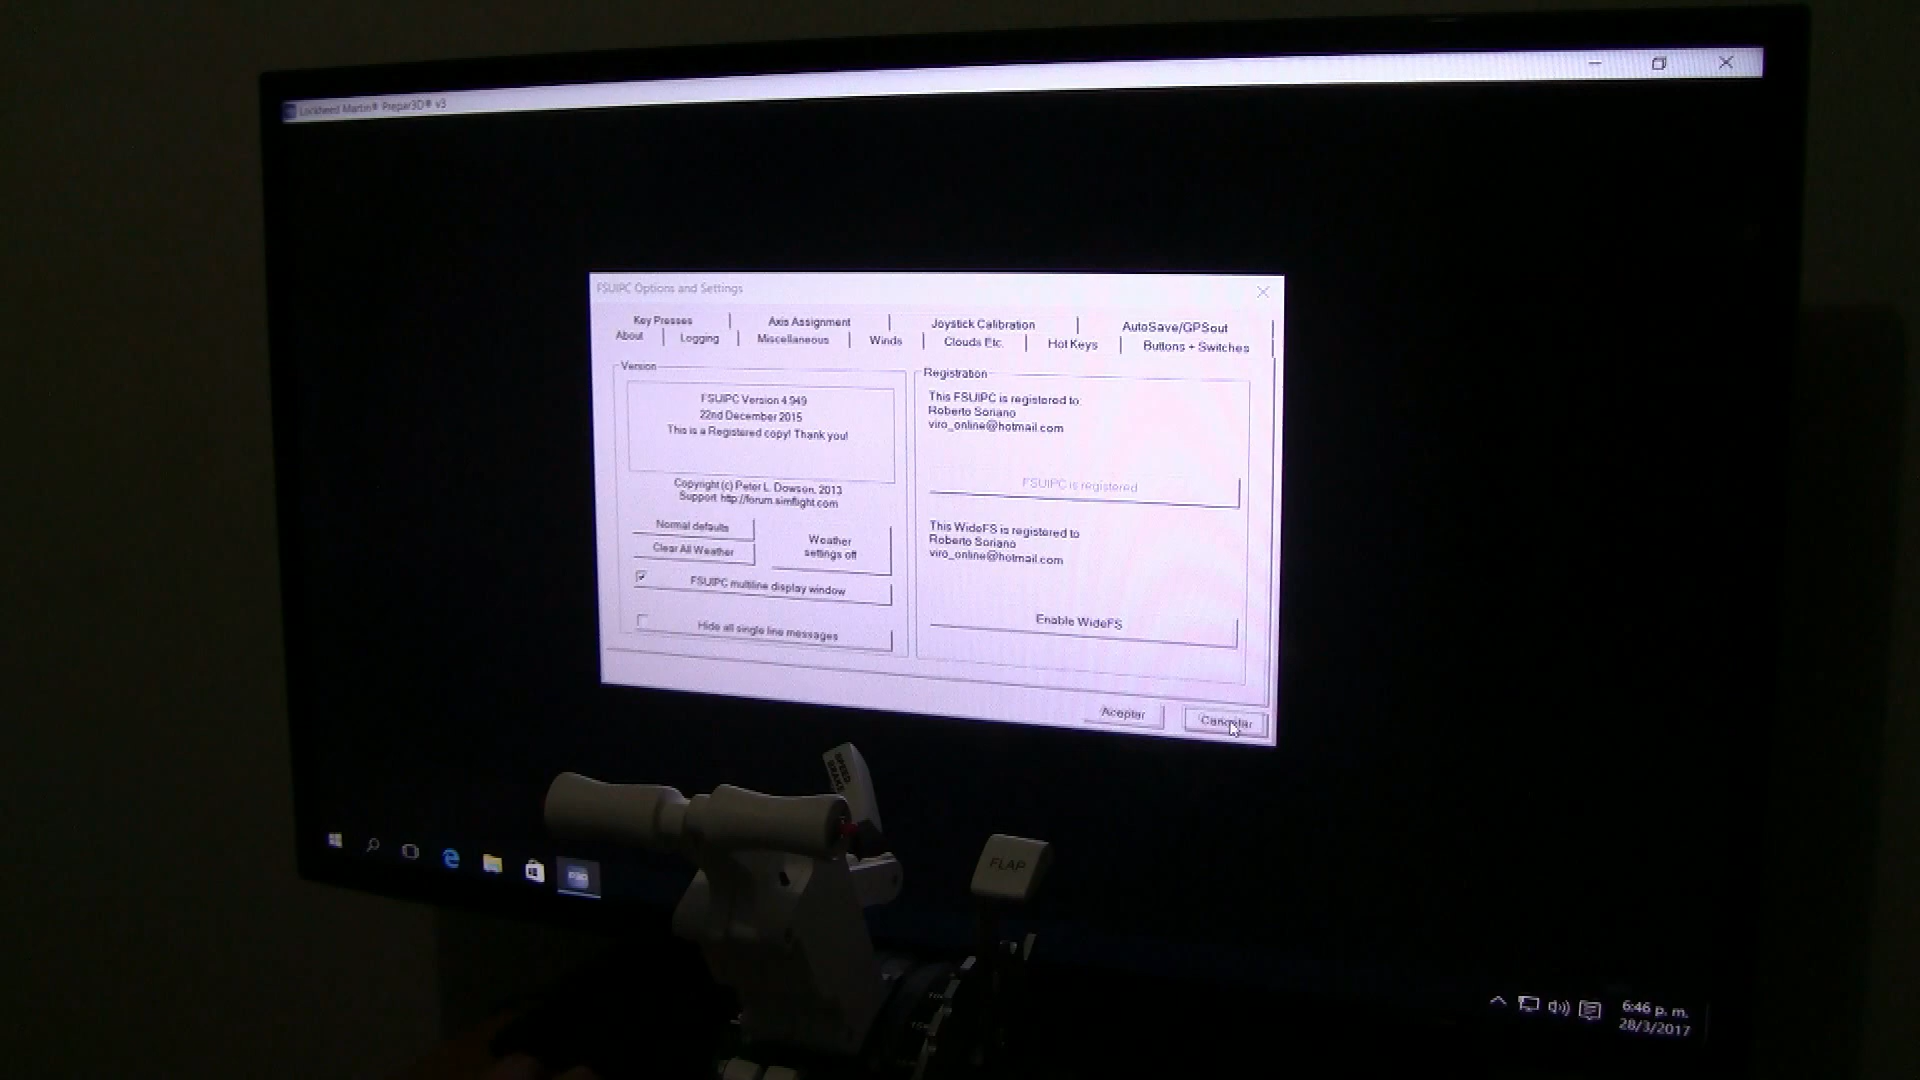 Lockheed Martin® Prepar3D® v3
FSUIPC Options and Settings
Key Presses
Axis Assignment
Joystick Calibration
AutoSave/GPSout
About
Logging
Miscellaneous
Winds
Clouds Etc.
Hot Keys
Buttons + Switches
Version
FSUIPC Version 4.949
22nd December 2015
This is a Registered copy! Thank you!
Copyright (c) Peter L. Dowson, 2013
Support http://forum.simflight.com
Normal defaults
Clear All Weather
Weather
settings off
FSUIPC multiline display window
Hide all single line messages
Registration
This FSUIPC is registered to:
Roberto Soriano
viro_online@hotmail.com
FSUIPC is registered
This WideFS is registered to
Roberto Soriano
viro_online@hotmail.com
Enable WideFS
Aceptar
Cancelar
SPEED
BRAKE
FLAP
P3D
6:46 p. m.
28/3/2017